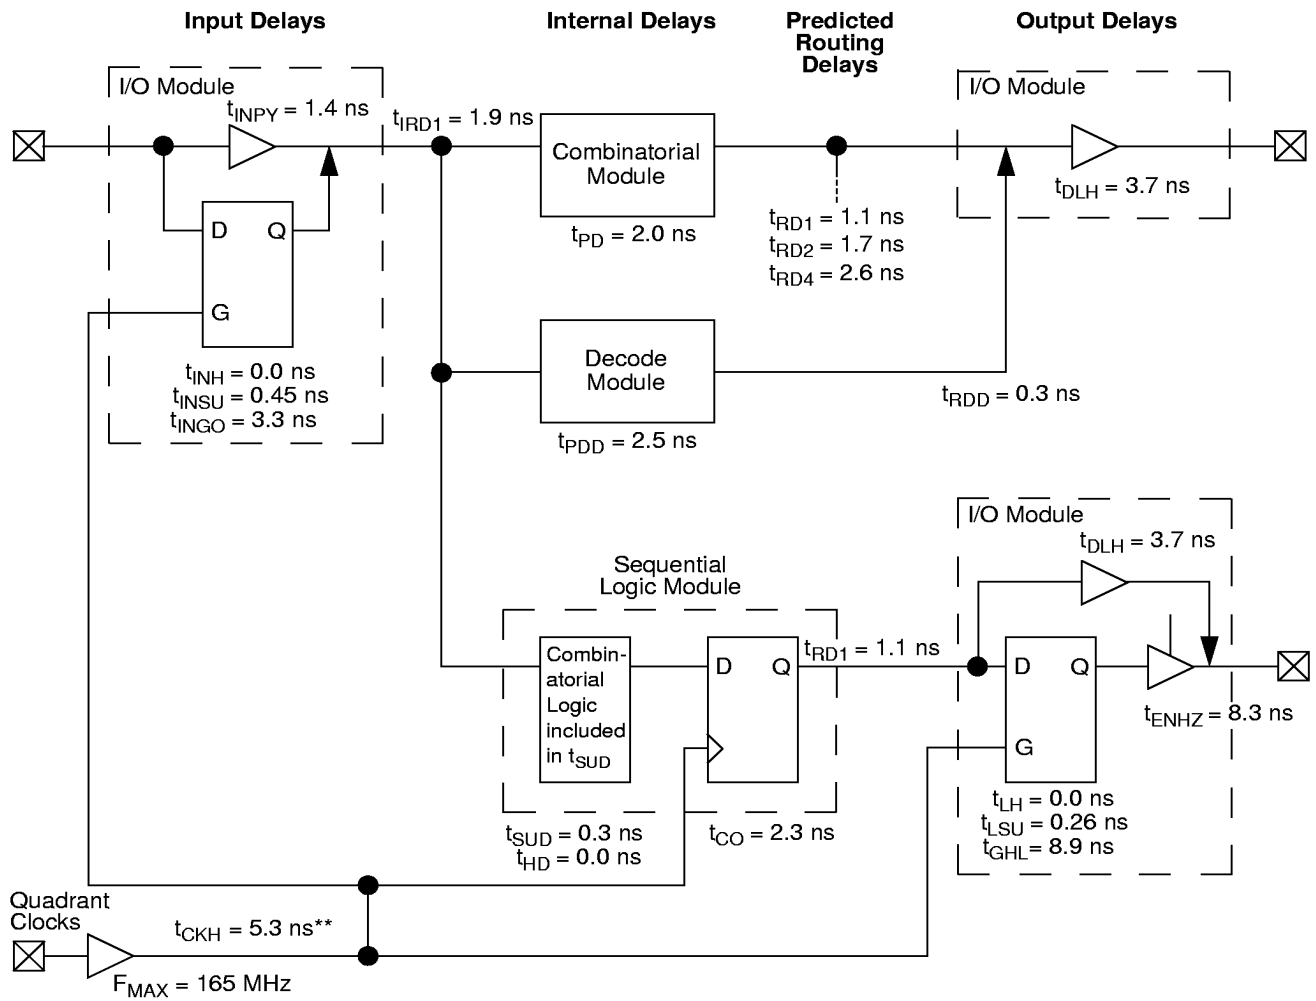 Input Delays
Internal Delays
Predicted
Routing
Delays
Output Delays
I/O Module
tINPY = 1.4 ns
tIRD1 = 1.9 ns
Combinatorial
Module
tPD = 2.0 ns
tRD1 = 1.1 ns
tRD2 = 1.7 ns
tRD4 = 2.6 ns
I/O Module
tDLH = 3.7 ns
D Q
G
tINH = 0.0 ns
tINSU = 0.45 ns
tINGO = 3.3 ns
Decode
Module
tPDD = 2.5 ns
tRDD = 0.3 ns
Sequential
Logic Module
Combin-
atorial
Logic
included
in tSUD
D Q
tSUD = 0.3 ns
tHD = 0.0 ns
tCO = 2.3 ns
tRD1 = 1.1 ns
I/O Module
tDLH = 3.7 ns
D Q
G
tENHZ = 8.3 ns
tLH = 0.0 ns
tLSU = 0.26 ns
tGHL= 8.9 ns
Quadrant
Clocks
tCKH = 5.3 ns**
FMAX = 165 MHz